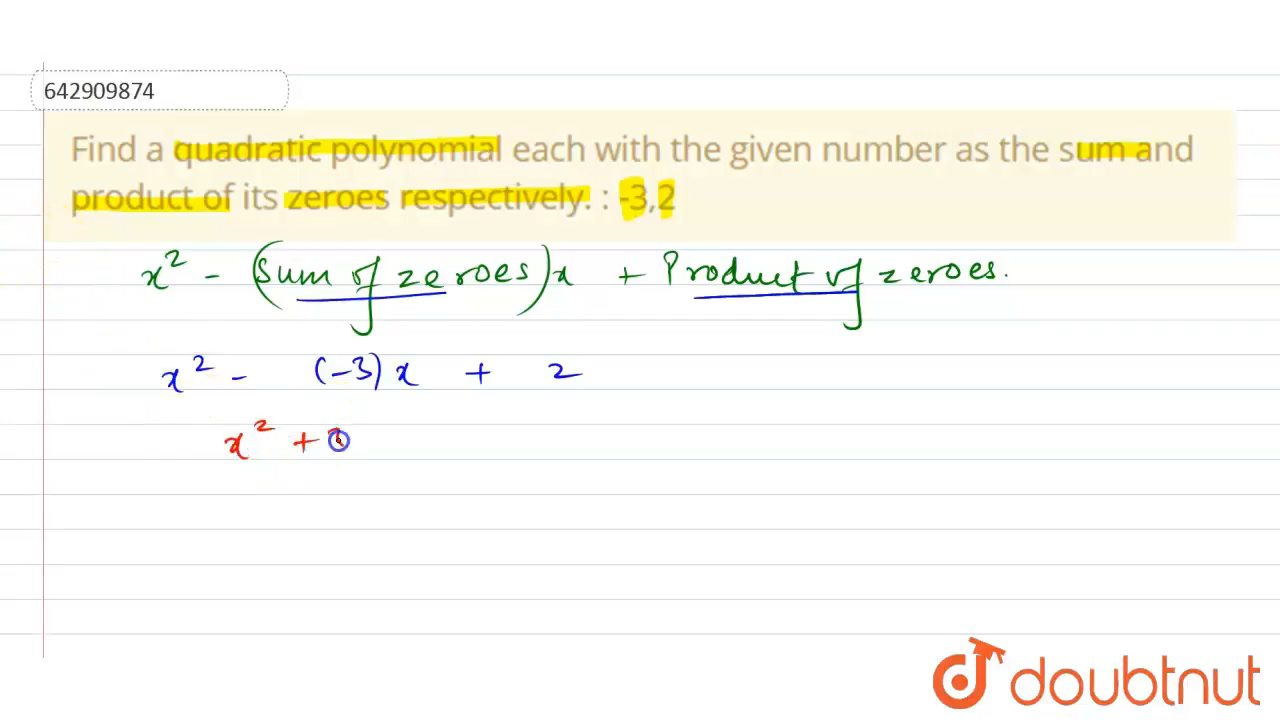 642909874
Find a quadratic polynomial each with the given number as the sum and
product of its zeroes respectively. : -3,2
x² - (Sum of zeroes)x + Product of zeroes.
x² - (-3)x + 2
x² +
doubtnut